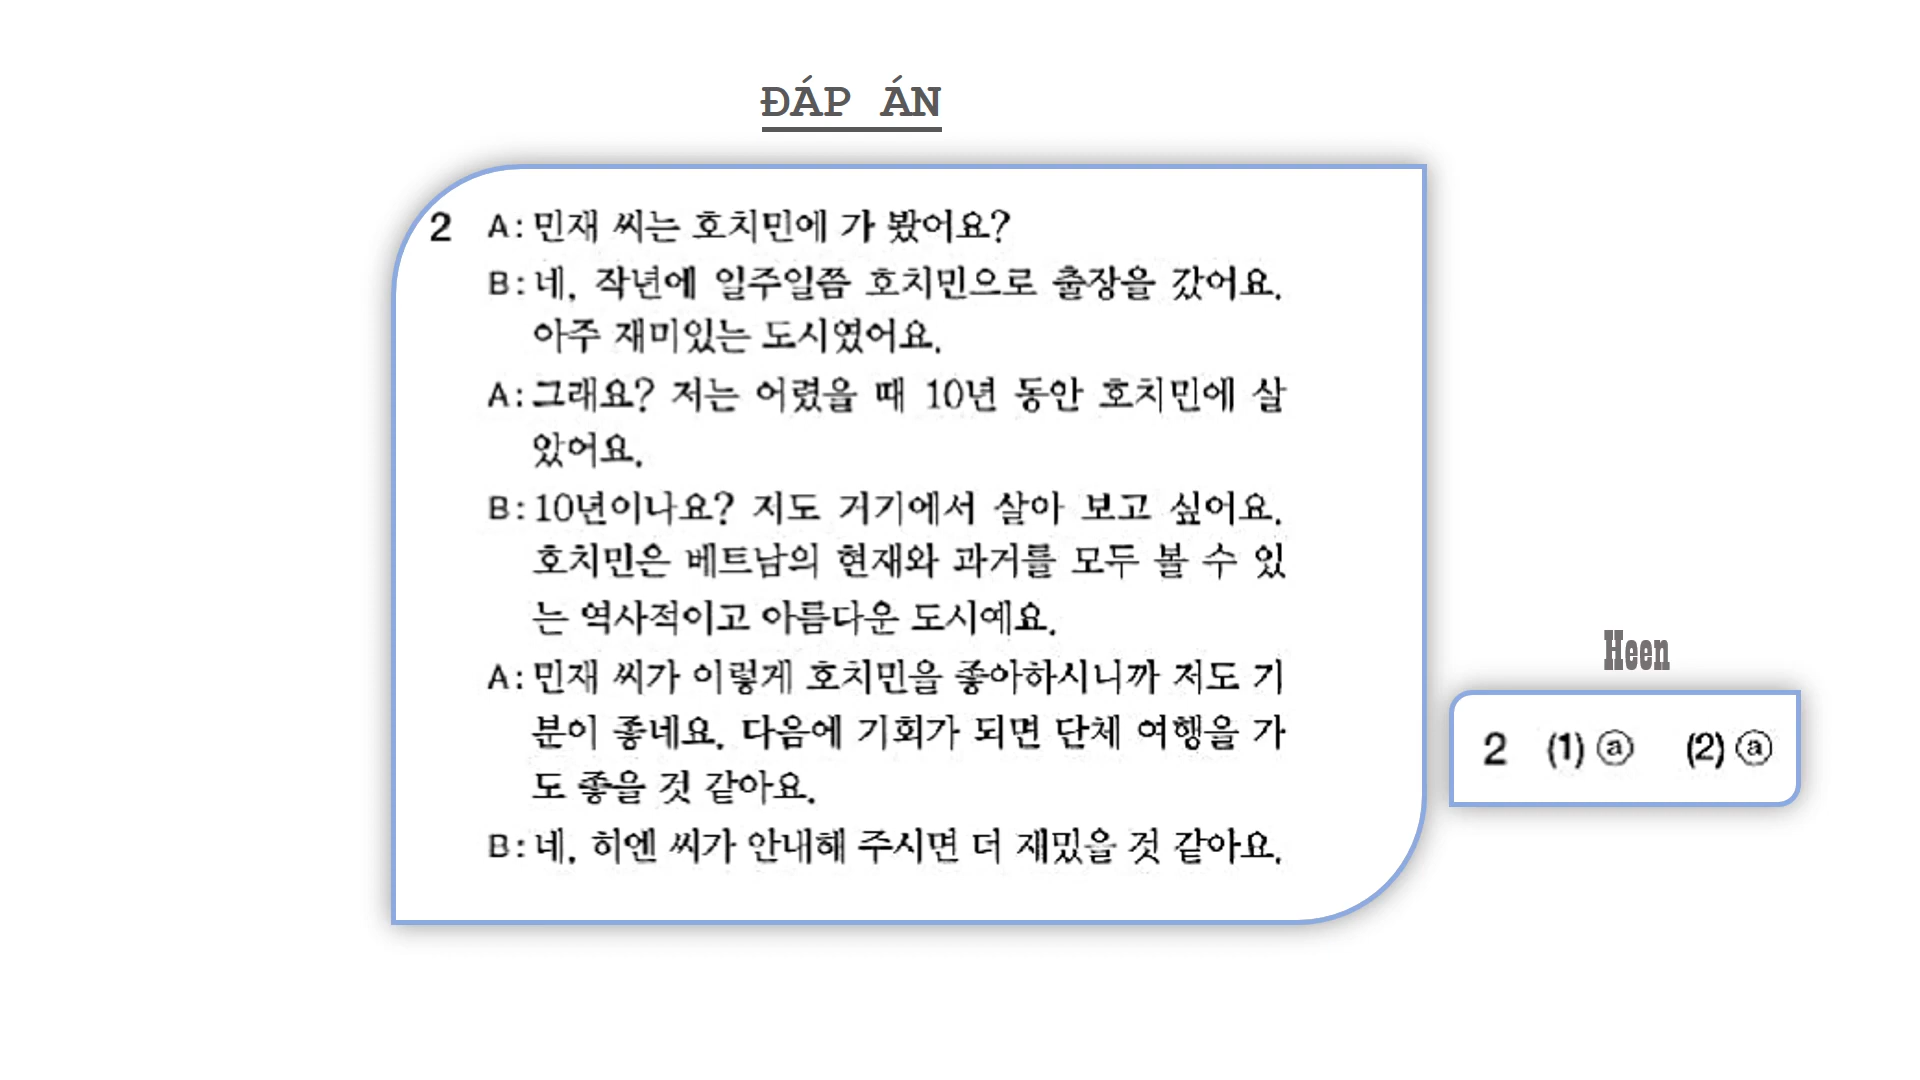 ĐÁP ÁN
2 A: 민재 씨는 호치민에 가 봤어요?
B: 네, 작년에 일주일쯤 호치민으로 출장을 갔어요.
아주 재미있는 도시였어요.
A: 그래요? 저는 어렸을 때 10년 동안 호치민에 살
았어요.
B: 10년이나요? 저도 거기에서 살아 보고 싶어요.
호치민은 베트남의 현재와 과거를 모두 볼 수 있
는 역사적이고 아름다운 도시예요.
A: 민재 씨가 이렇게 호치민을 좋아하시니까 저도 기
분이 좋네요. 다음에 기회가 되면 단체 여행을 가
도 좋을 것 같아요.
B: 네, 히엔 씨가 안내해 주시면 더 재밌을 것 같아요.
Heen
2 (1) ⓐ (2) ⓐ